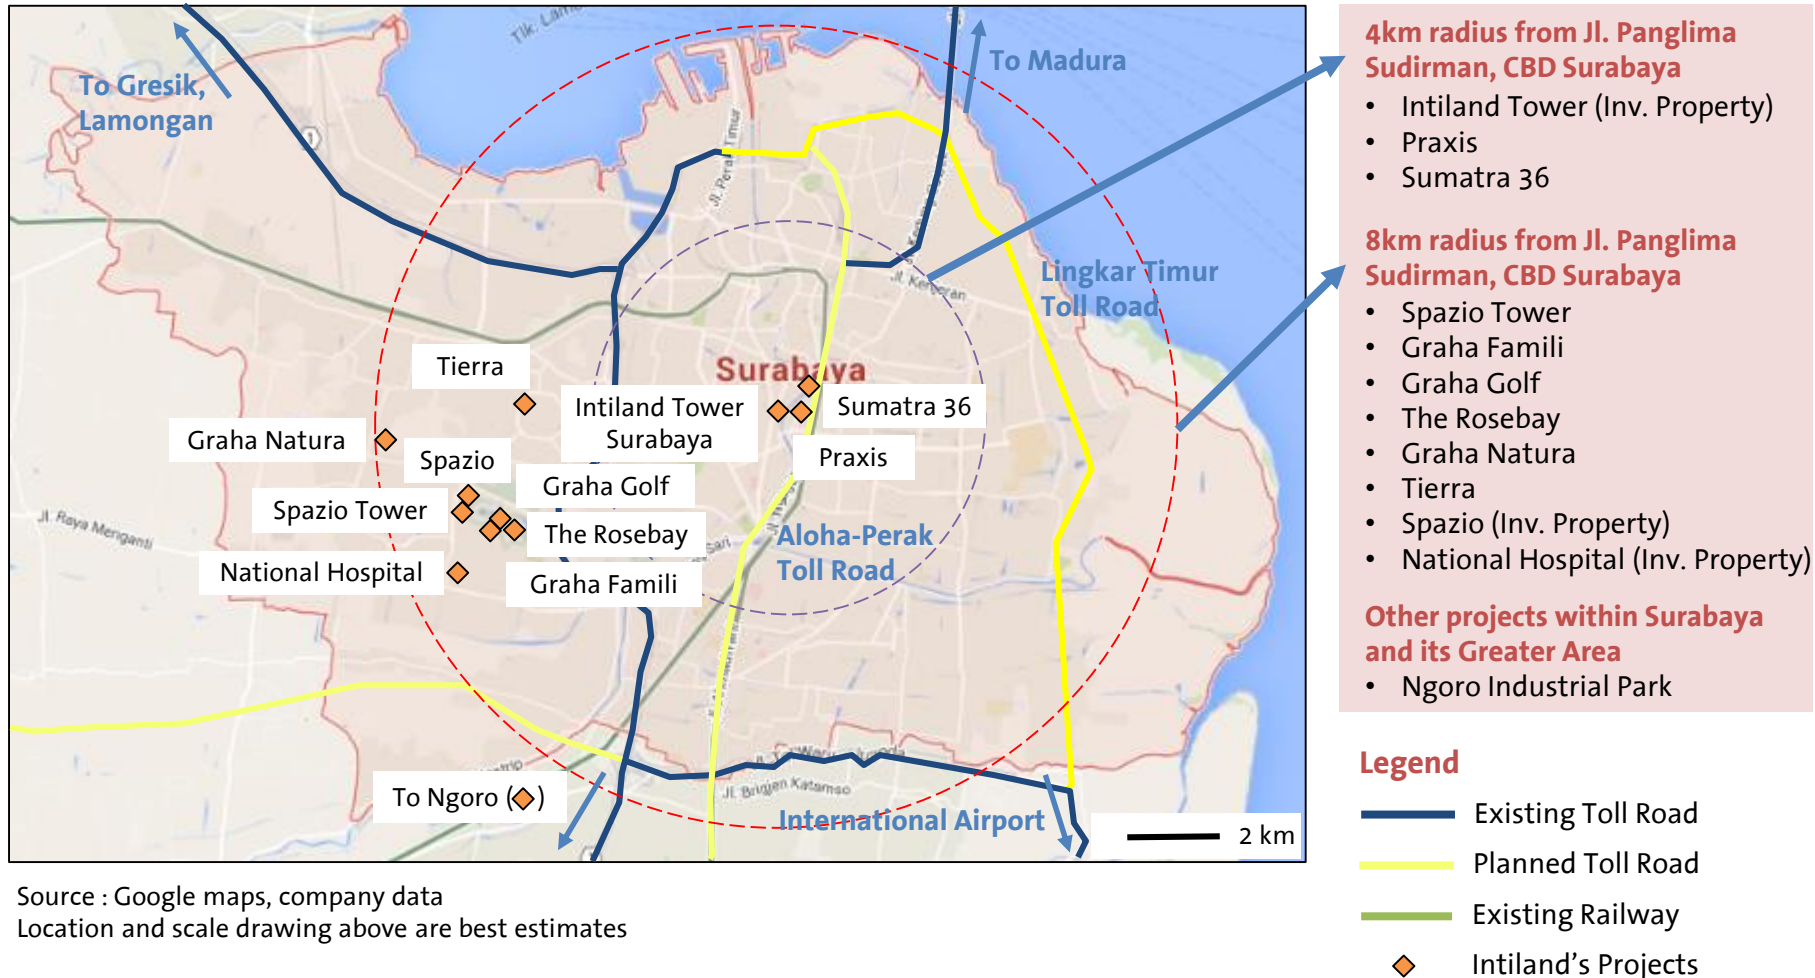 To Gresik,
Lamongan
To Madura
Lingkar Timur
Toll Road
Surabaya
Tierra
Intiland Tower
Surabaya
Sumatra 36
Praxis
Graha Natura
Spazio
Graha Golf
Spazio Tower
The Rosebay
National Hospital
Graha Famili
Aloha-Perak
Toll Road
Jl. Raya Menganti
To Ngoro ( )
Jl. Brigjen Katamso
International Airport
2 km
1
4km radius from Jl. Panglima
Sudirman, CBD Surabaya
• Intiland Tower (Inv. Property)
• Praxis
• Sumatra 36
8km radius from Jl. Panglima
Sudirman, CBD Surabaya
• Spazio Tower
• Graha Famili
• Graha Golf
• The Rosebay
• Graha Natura
• Tierra
• Spazio (Inv. Property)
• National Hospital (Inv. Property)
Other projects within Surabaya
and its Greater Area
• Ngoro Industrial Park
Legend
Existing Toll Road
Planned Toll Road
Existing Railway
Intiland's Projects
Source : Google maps, company data
Location and scale drawing above are best estimates